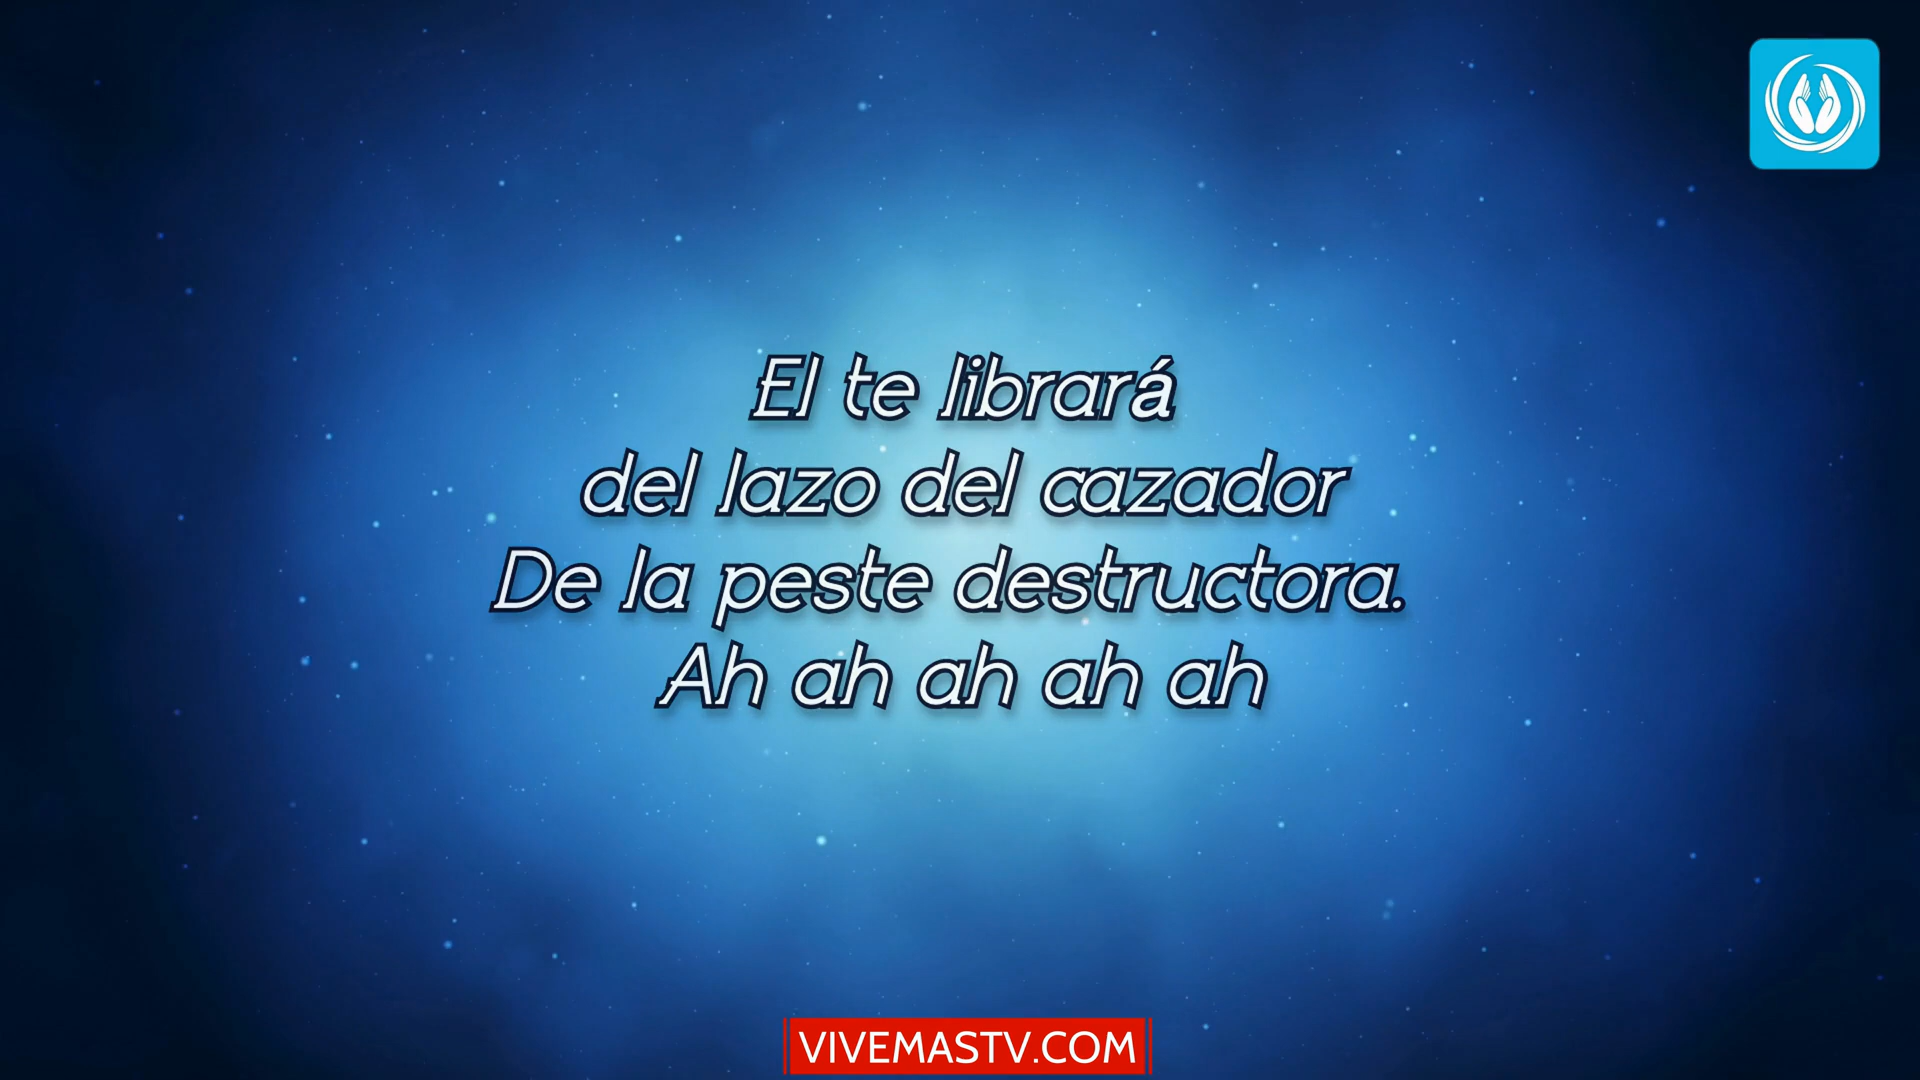 El te librará
del lazo del cazador
De la peste destructora.
Ah ah ah ah ah
VIVEMASTV.COM